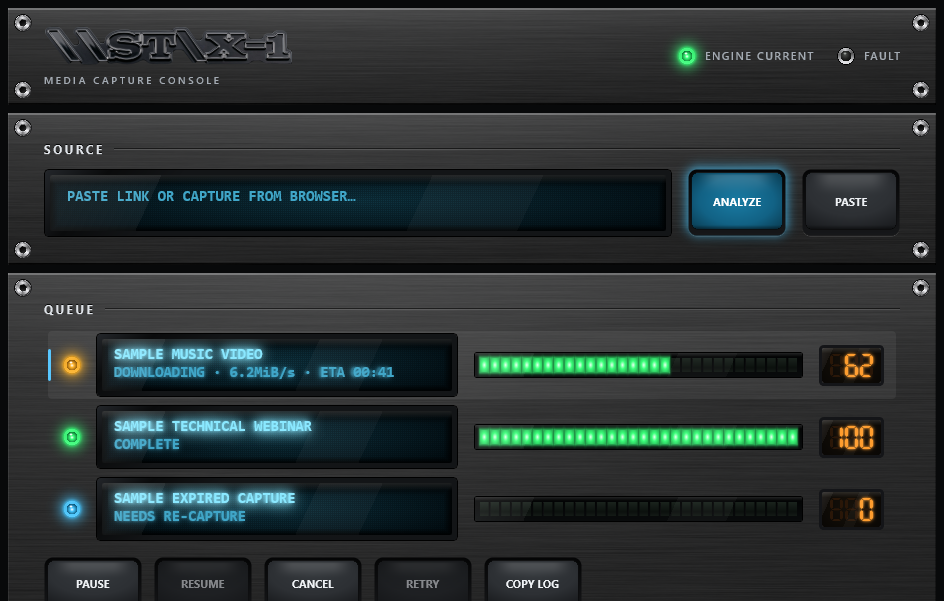 \\ST\X-1
MEDIA CAPTURE CONSOLE
ENGINE CURRENT
FAULT
SOURCE
PASTE LINK OR CAPTURE FROM BROWSER…
ANALYZE
PASTE
QUEUE
SAMPLE MUSIC VIDEO
DOWNLOADING · 6.2MiB/s · ETA 00:41
62
SAMPLE TECHNICAL WEBINAR
COMPLETE
100
SAMPLE EXPIRED CAPTURE
NEEDS RE-CAPTURE
0
PAUSE
RESUME
CANCEL
RETRY
COPY LOG